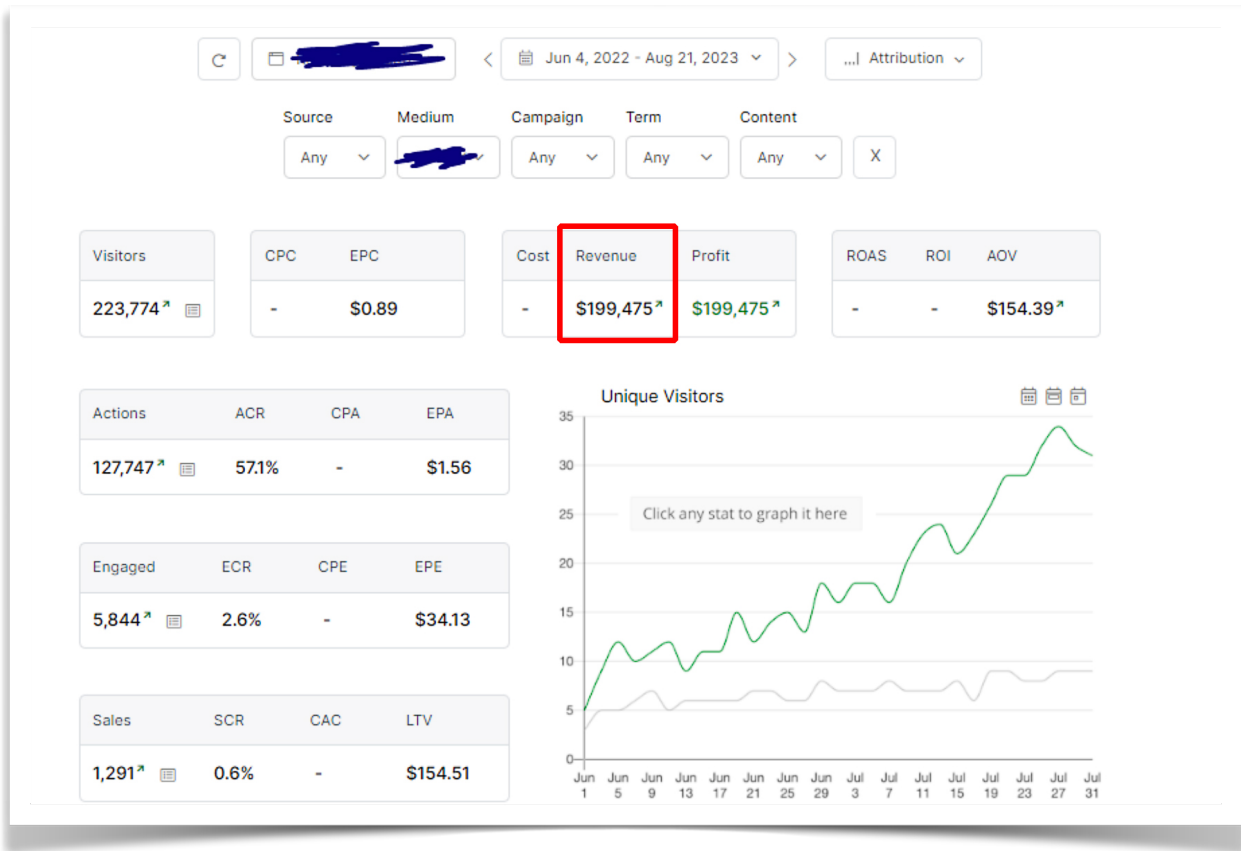 Jun 4, 2022 - Aug 21, 2023
...| Attribution
Source Medium Campaign Term Content
Any Any Any Any X
Visitors
223,774
CPC EPC
- $0.89
Cost Revenue Profit
- $199,475 $199,475
ROAS ROI AOV
- - $154.39
Actions ACR CPA EPA
127,747 57.1% - $1.56
Engaged ECR CPE EPE
5,844 2.6% - $34.13
Sales SCR CAC LTV
1,291 0.6% - $154.51
Unique Visitors
35
30
25
Click any stat to graph it here
20
15
10
5
0
Jun Jun Jun Jun Jun Jun Jun Jun Jul Jul Jul Jul Jul Jul Jul Jul
1 5 9 13 17 21 25 29 3 7 11 15 19 23 27 31